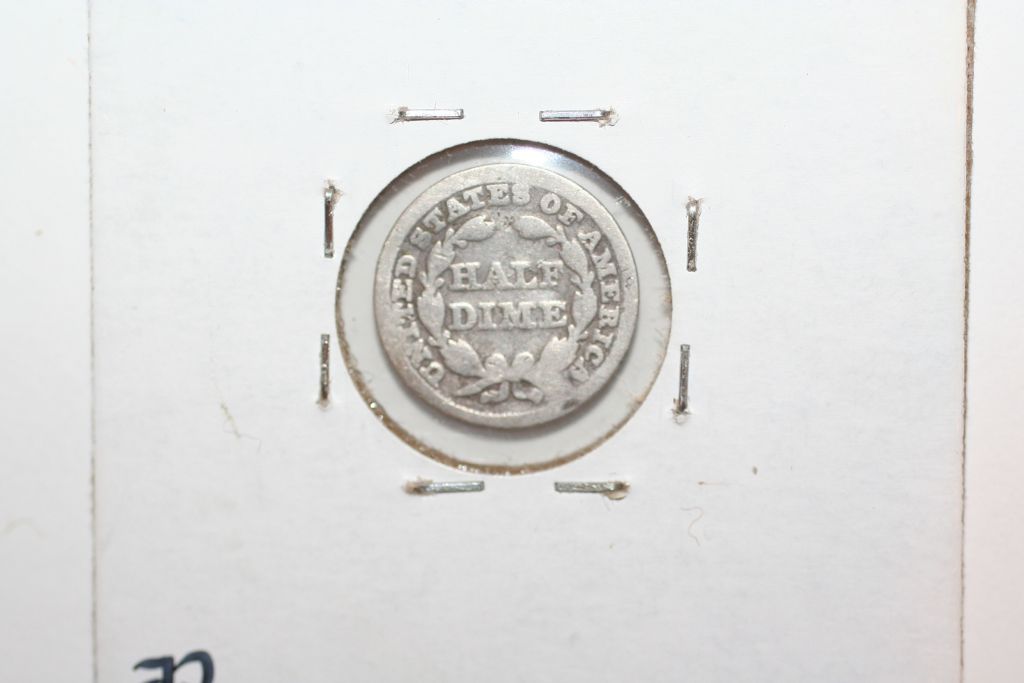 UNITED STATES OF AMERICA
HALF
DIME